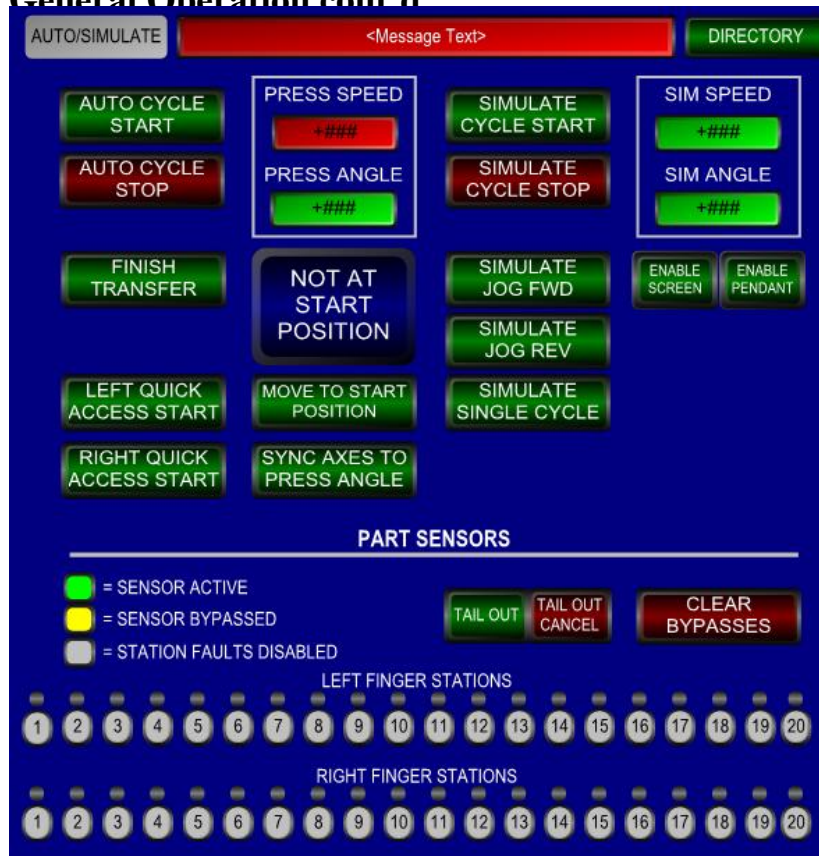 General Operation cont'd
AUTO/SIMULATE
<Message Text>
DIRECTORY
AUTO CYCLE
START
PRESS SPEED
+###
SIMULATE
CYCLE START
SIM SPEED
+###
AUTO CYCLE
STOP
PRESS ANGLE
+###
SIMULATE
CYCLE STOP
SIM ANGLE
+###
FINISH
TRANSFER
NOT AT
START
POSITION
SIMULATE
JOG FWD
ENABLE
SCREEN
ENABLE
PENDANT
SIMULATE
JOG REV
LEFT QUICK
ACCESS START
MOVE TO START
POSITION
SIMULATE
SINGLE CYCLE
RIGHT QUICK
ACCESS START
SYNC AXES TO
PRESS ANGLE
PART SENSORS
= SENSOR ACTIVE
= SENSOR BYPASSED
= STATION FAULTS DISABLED
TAIL OUT
TAIL OUT
CANCEL
CLEAR
BYPASSES
LEFT FINGER STATIONS
1 2 3 4 5 6 7 8 9 10 11 12 13 14 15 16 17 18 19 20
RIGHT FINGER STATIONS
1 2 3 4 5 6 7 8 9 10 11 12 13 14 15 16 17 18 19 20